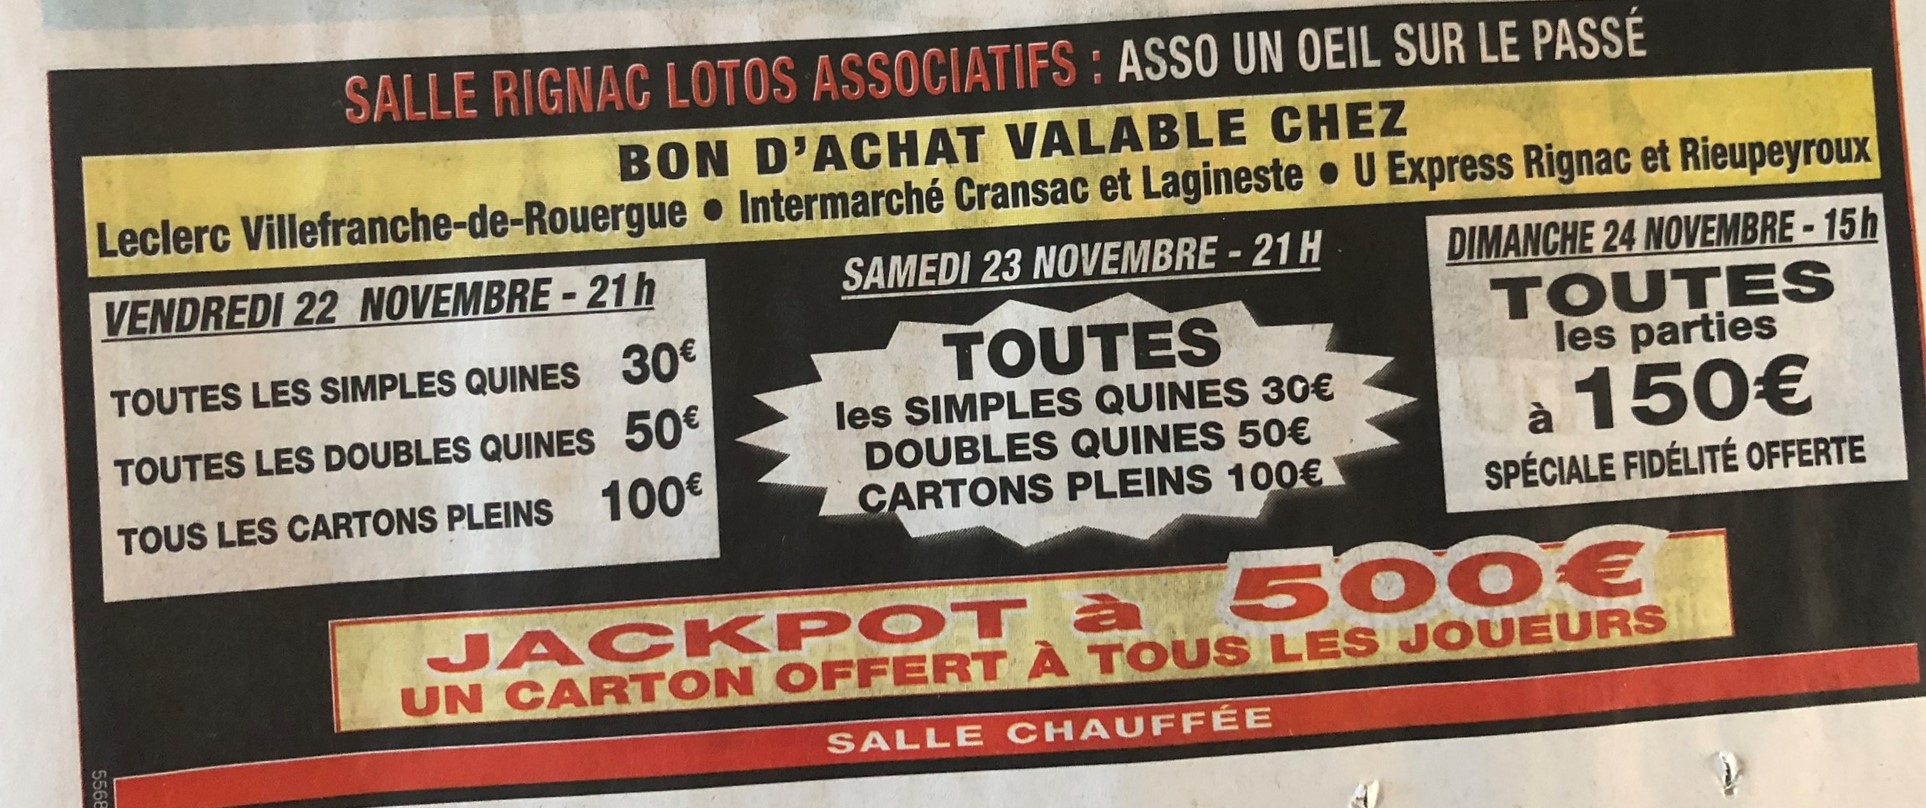 SALLE RIGNAC LOTOS ASSOCIATIFS : ASSO UN OEIL SUR LE PASSÉ
BON D'ACHAT VALABLE CHEZ
Leclerc Villefranche-de-Rouergue • Intermarché Cransac et Lagineste • U Express Rignac et Rieupeyroux
VENDREDI 22 NOVEMBRE - 21 h
TOUTES LES SIMPLES QUINES 30€
TOUTES LES DOUBLES QUINES 50€
TOUS LES CARTONS PLEINS 100€
SAMEDI 23 NOVEMBRE - 21 H
TOUTES
les SIMPLES QUINES 30€
DOUBLES QUINES 50€
CARTONS PLEINS 100€
DIMANCHE 24 NOVEMBRE - 15 h
TOUTES
les parties
à 150€
SPÉCIALE FIDÉLITÉ OFFERTE
JACKPOT à 500€
UN CARTON OFFERT À TOUS LES JOUEURS
SALLE CHAUFFÉE